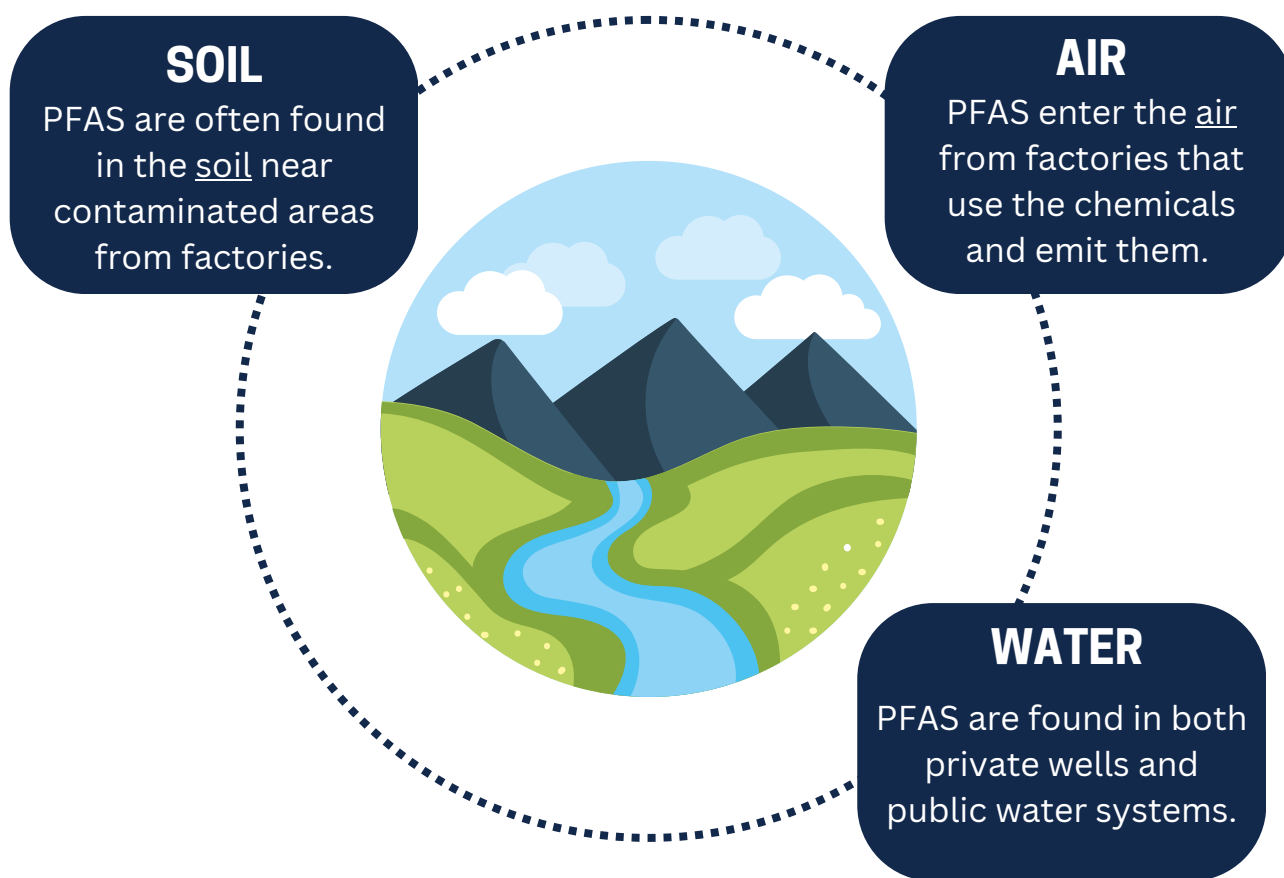 SOIL
PFAS are often found
in the soil near
contaminated areas
from factories.
AIR
PFAS enter the air
from factories that
use the chemicals
and emit them.
WATER
PFAS are found in both
private wells and
public water systems.